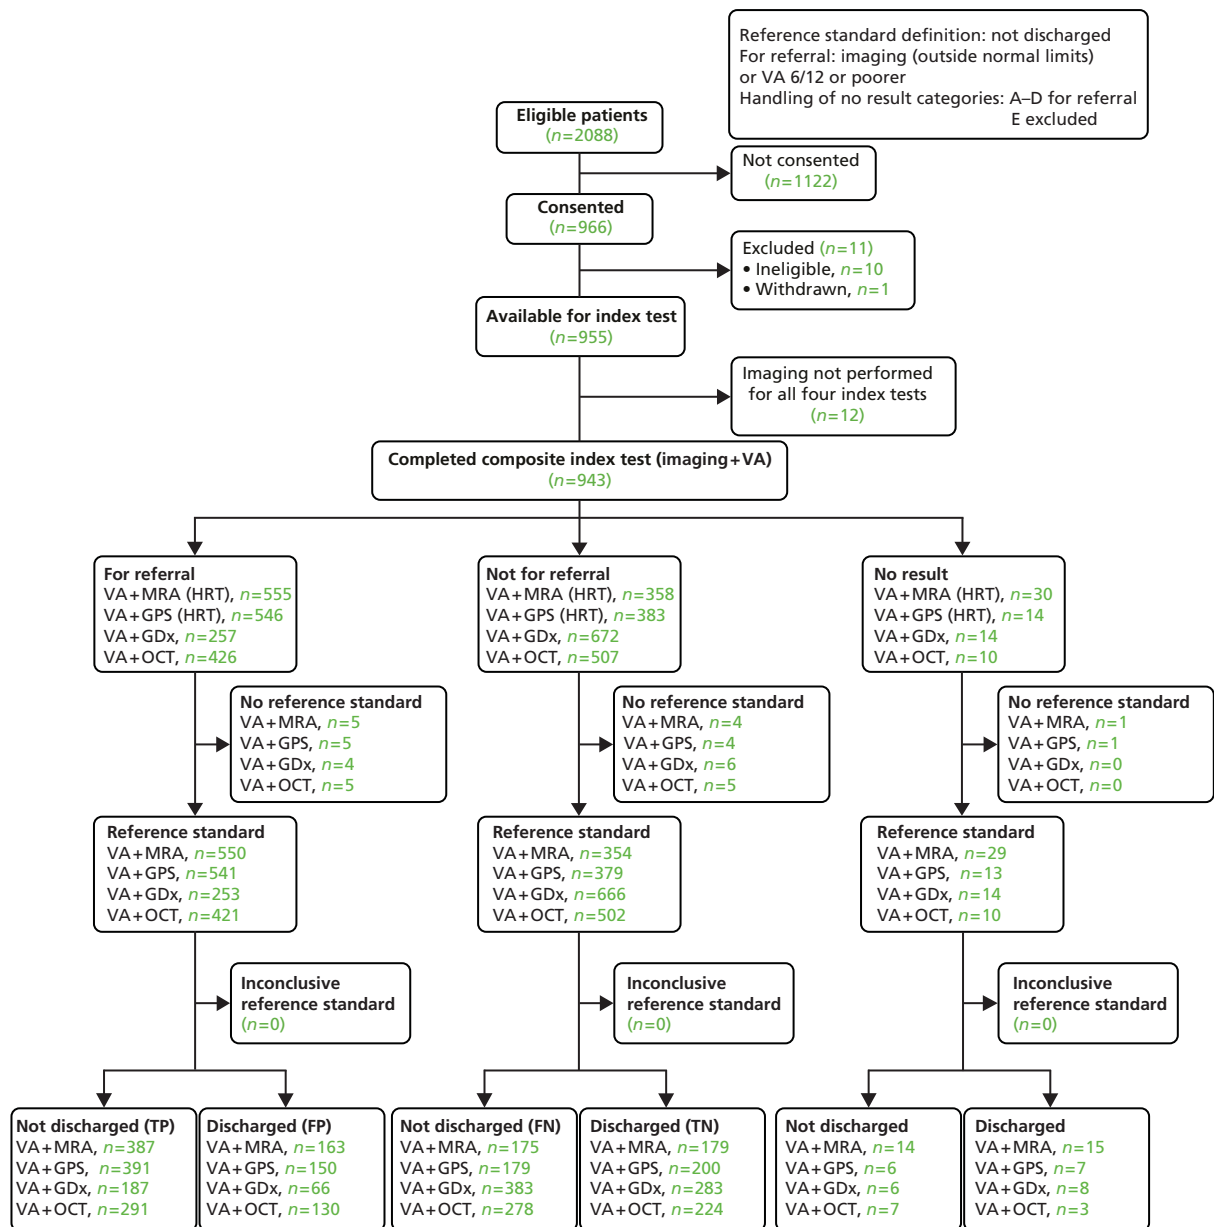 Reference standard definition: not discharged
For referral: imaging (outside normal limits)
or VA 6/12 or poorer
Handling of no result categories: A–D for referral
E excluded
Eligible patients
(n=2088)
Not consented
(n=1122)
Consented
(n=966)
Excluded (n=11)
• Ineligible, n=10
• Withdrawn, n=1
Available for index test
(n=955)
Imaging not performed
for all four index tests
(n=12)
Completed composite index test (imaging+VA)
(n=943)
For referral
VA+MRA (HRT), n=555
VA+GPS (HRT), n=546
VA+GDx, n=257
VA+OCT, n=426
Not for referral
VA+MRA (HRT), n=358
VA+GPS (HRT), n=383
VA+GDx, n=672
VA+OCT, n=507
No result
VA+MRA (HRT), n=30
VA+GPS (HRT), n=14
VA+GDx, n=14
VA+OCT, n=10
No reference standard
VA+MRA, n=5
VA+GPS, n=5
VA+GDx, n=4
VA+OCT, n=5
No reference standard
VA+MRA, n=4
VA+GPS, n=4
VA+GDx, n=6
VA+OCT, n=5
No reference standard
VA+MRA, n=1
VA+GPS, n=1
VA+GDx, n=0
VA+OCT, n=0
Reference standard
VA+MRA, n=550
VA+GPS, n=541
VA+GDx, n=253
VA+OCT, n=421
Reference standard
VA+MRA, n=354
VA+GPS, n=379
VA+GDx, n=666
VA+OCT, n=502
Reference standard
VA+MRA, n=29
VA+GPS, n=13
VA+GDx, n=14
VA+OCT, n=10
Inconclusive
reference standard
(n=0)
Inconclusive
reference standard
(n=0)
Inconclusive
reference standard
(n=0)
Not discharged (TP)
VA+MRA, n=387
VA+GPS, n=391
VA+GDx, n=187
VA+OCT, n=291
Discharged (FP)
VA+MRA, n=163
VA+GPS, n=150
VA+GDx, n=66
VA+OCT, n=130
Not discharged (FN)
VA+MRA, n=175
VA+GPS, n=179
VA+GDx, n=383
VA+OCT, n=278
Discharged (TN)
VA+MRA, n=179
VA+GPS, n=200
VA+GDx, n=283
VA+OCT, n=224
Not discharged
VA+MRA, n=14
VA+GPS, n=6
VA+GDx, n=6
VA+OCT, n=7
Discharged
VA+MRA, n=15
VA+GPS, n=7
VA+GDx, n=8
VA+OCT, n=3